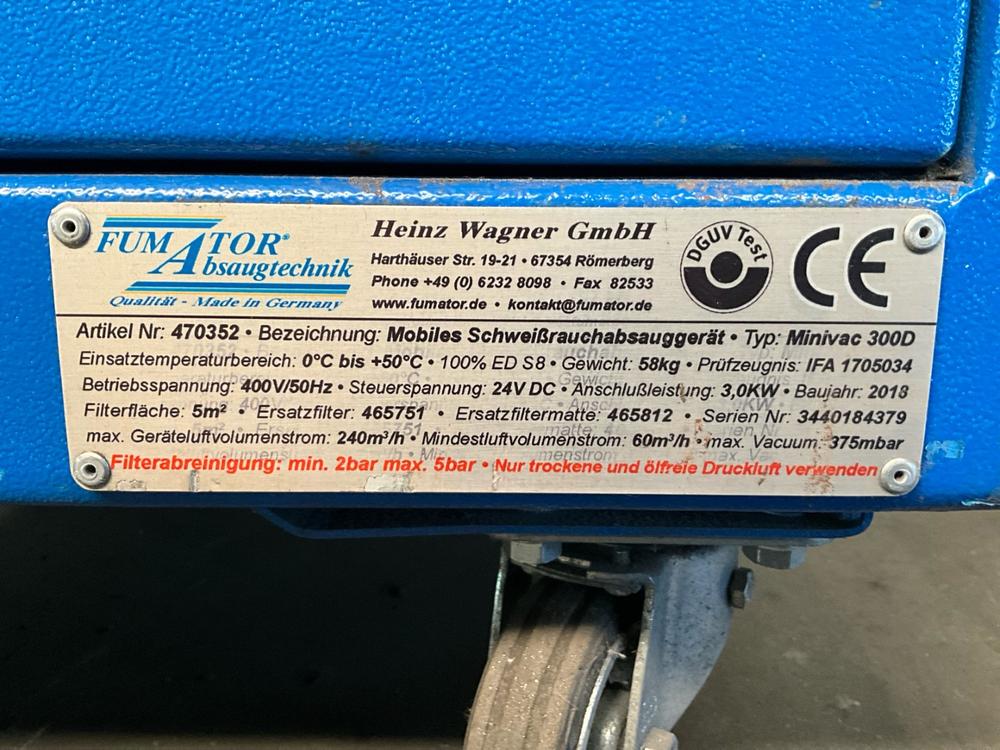 FUMATOR®
Absaugtechnik
Qualität - Made in Germany
Heinz Wagner GmbH
Harthäuser Str. 19-21 • 67354 Römerberg
Phone +49 (0) 6232 8098 • Fax 82533
www.fumator.de • kontakt@fumator.de
DGUV Test
CE
Artikel Nr: 470352 • Bezeichnung: Mobiles Schweißrauchabsauggerät • Typ: Minivac 300D
Einsatztemperaturbereich: 0°C bis +50°C • 100% ED S8 • Gewicht: 58kg • Prüfzeugnis: IFA 1705034
Betriebsspannung: 400V/50Hz • Steuerspannung: 24V DC • Anschlußleistung: 3,0KW • Baujahr: 2018
Filterfläche: 5m² • Ersatzfilter: 465751 • Ersatzfiltermatte: 465812 • Serien Nr: 3440184379
max. Geräteluftvolumenstrom: 240m³/h • Mindestluftvolumenstrom: 60m³/h • max. Vacuum: 375mbar
Filterabreinigung: min. 2bar max. 5bar • Nur trockene und ölfreie Druckluft verwenden